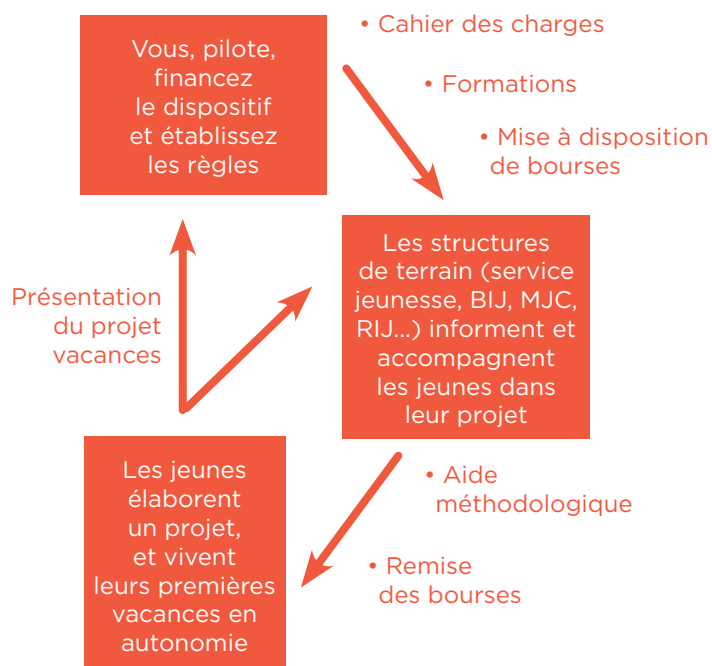 Vous, pilote,
financez
le dispositif
et établissez
les règles
• Cahier des charges
• Formations
• Mise à disposition
de bourses
Les structures
de terrain (service
jeunesse, BIJ, MJC,
RIJ...) informent et
accompagnent
les jeunes dans
leur projet
Présentation
du projet
vacances
Les jeunes
élaborent
un projet,
et vivent
leurs premières
vacances en
autonomie
• Aide
méthodologique
• Remise
des bourses